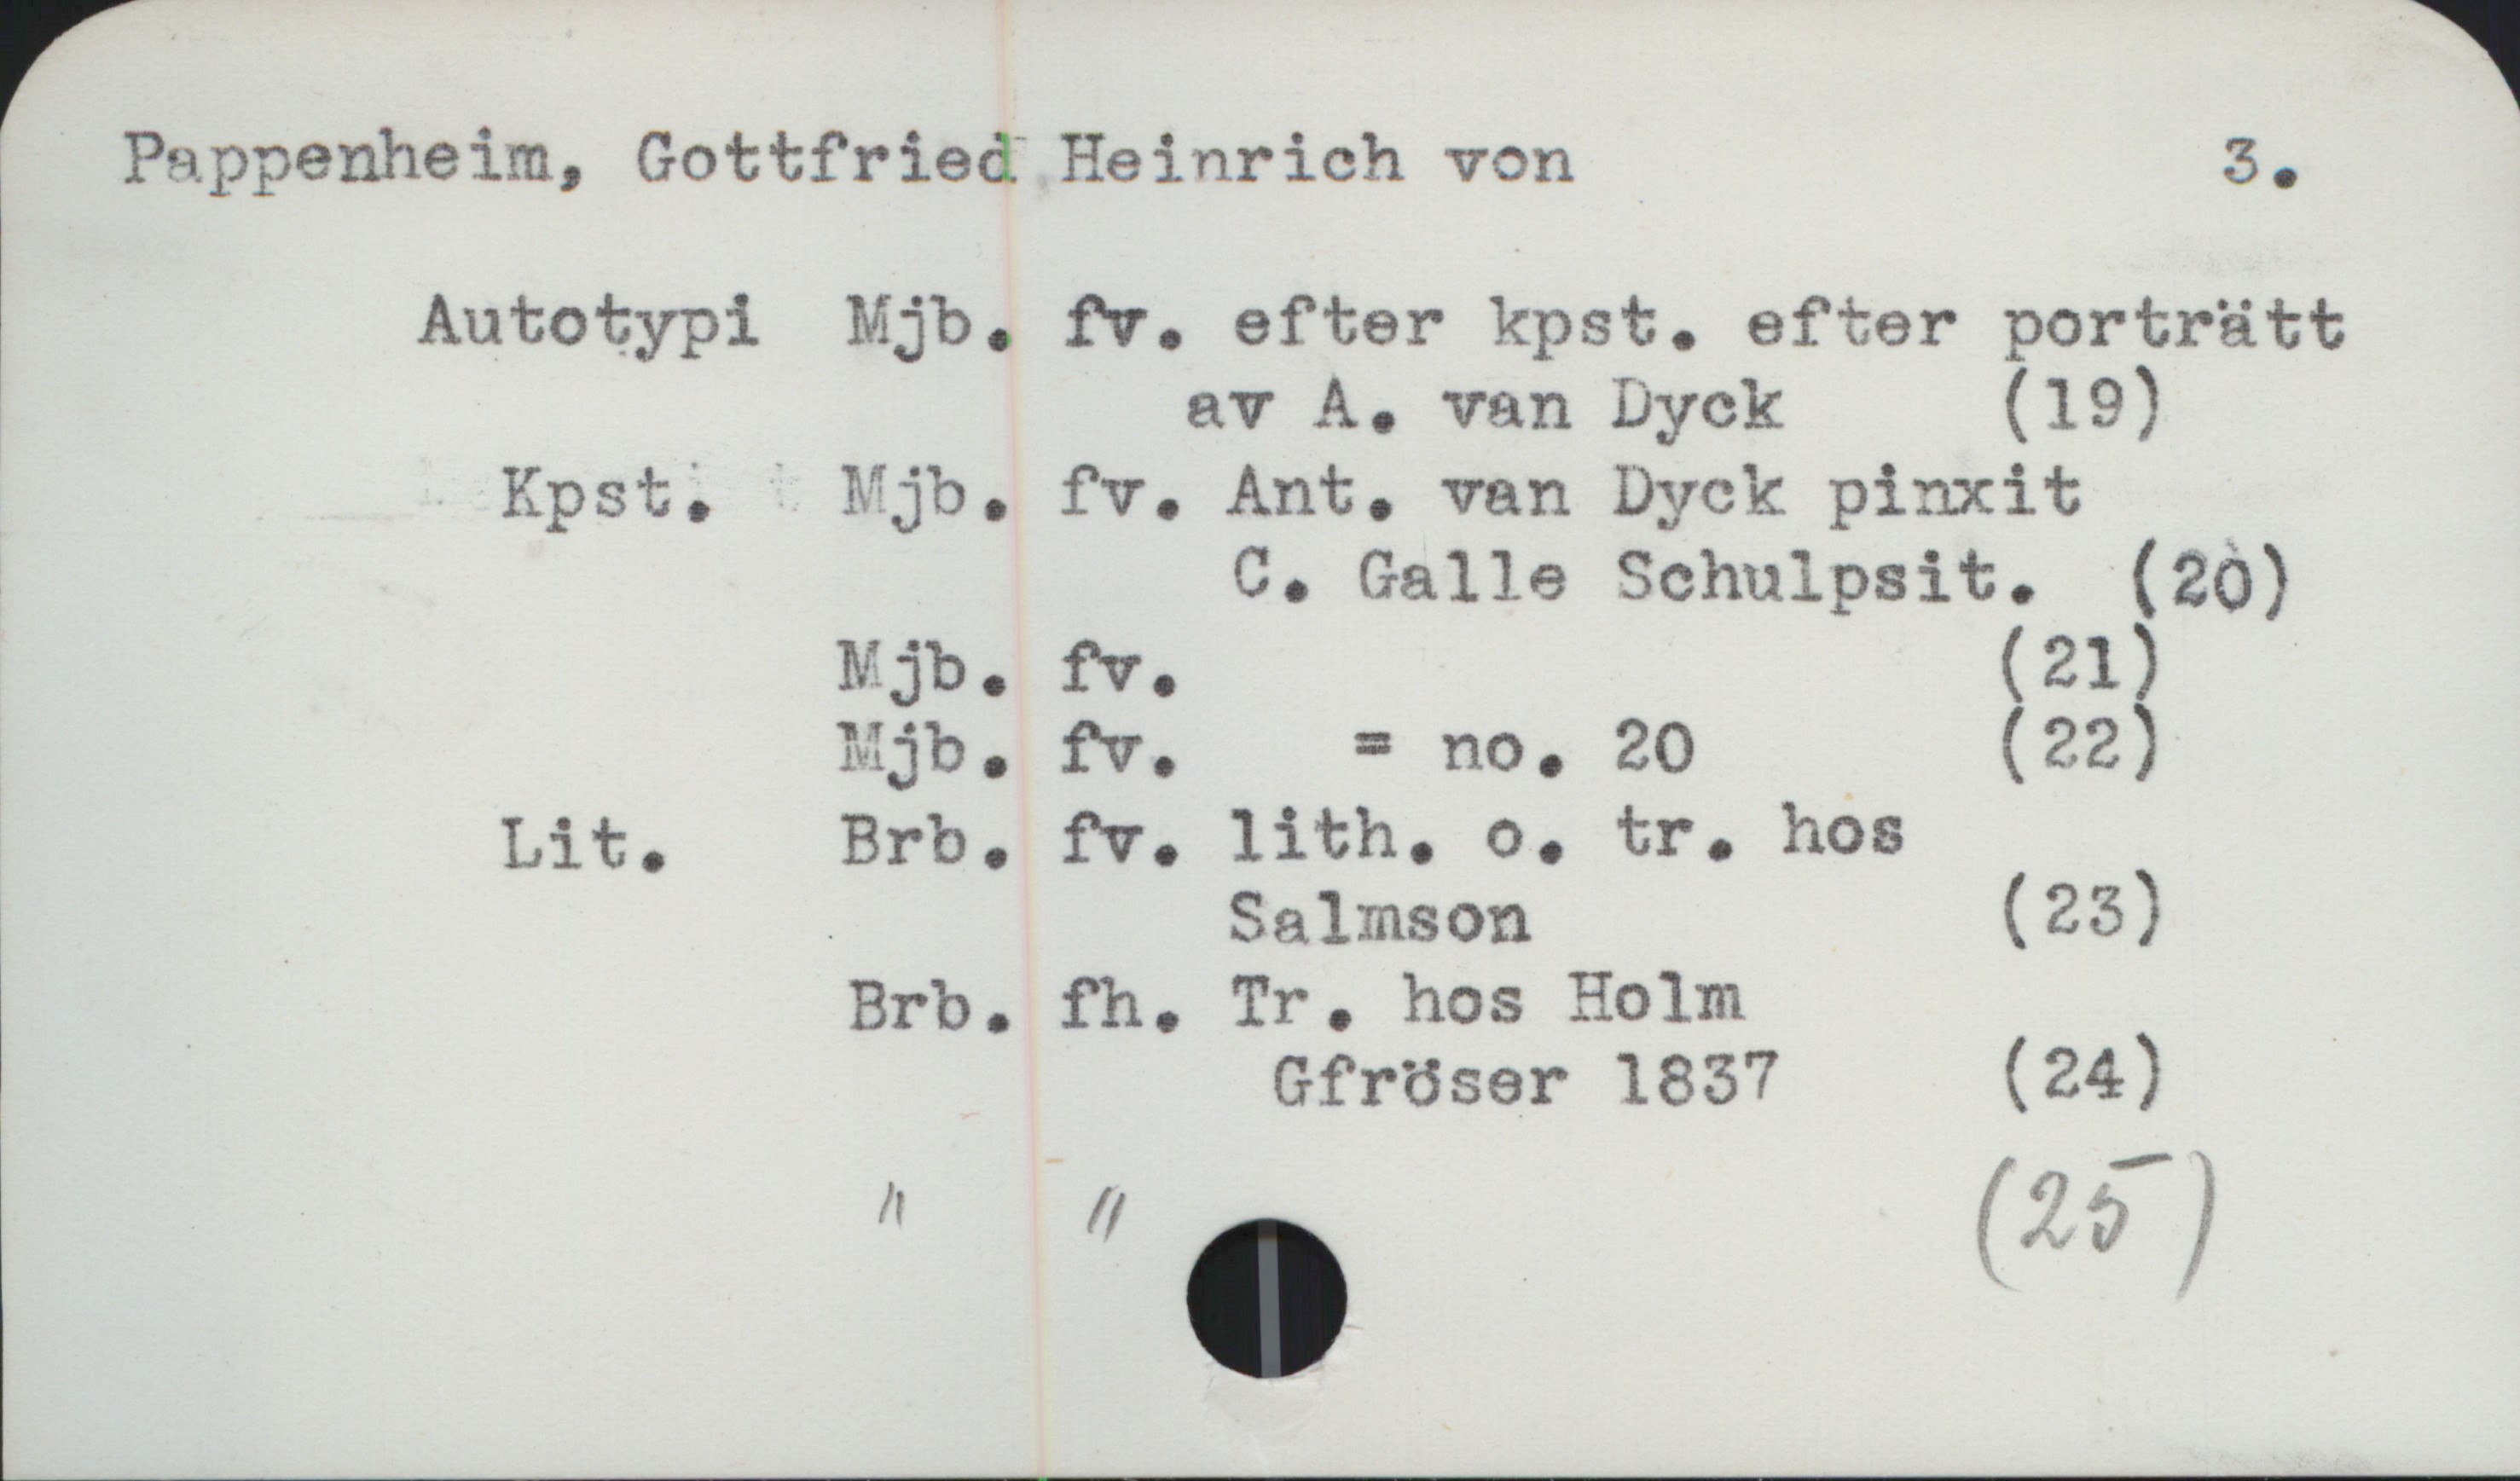 Pappenheim, Gottfried Heinrich von 3.
Autotypi Mjb. fv. efter kpst. efter porträtt
av A. van Dyck (19)
Kpst. Mjb. fv. Ant. van Dyck pinxit
C. Galle Schulpsit. (20)
Mjb. fv. (21)
Mjb. fv. = no. 20 (22)
Lit. Brb. fv. lith. o. tr. hos
Salmson (23)
Brb. fh. Tr. hos Holm
Gfröser 1837 (24)
" " (25)